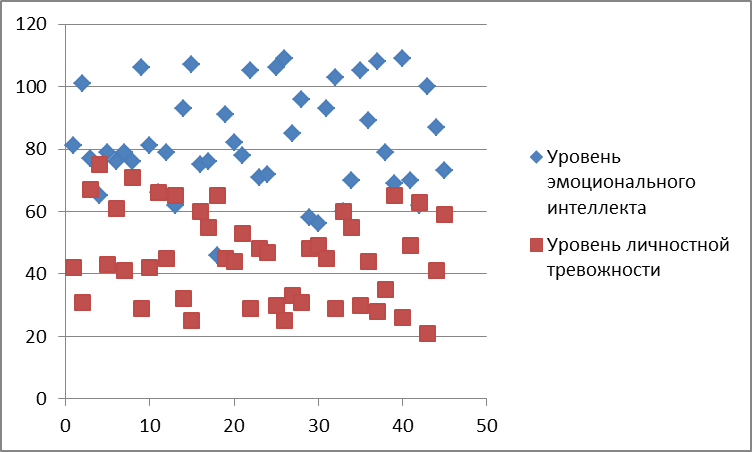 120
100
80
60
40
20
0
0 10 20 30 40 50
Уровень
эмоционального
интеллекта
Уровень личностной
тревожности